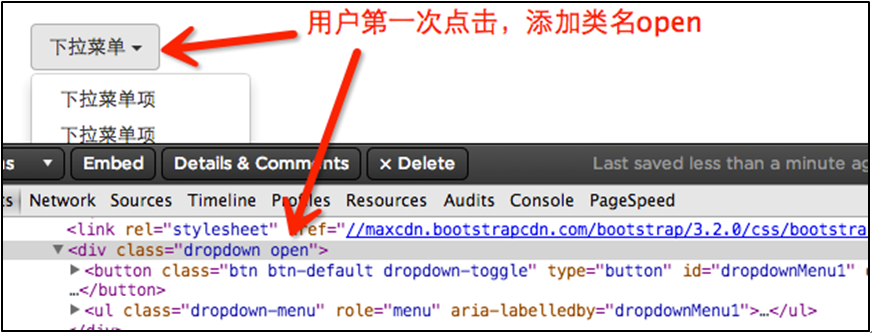 用户第一次点击，添加类名open
下拉菜单
下拉菜单项
下拉菜单项
ns Embed Details & Comments × Delete Last saved less than a minute ag
ts Network Sources Timeline Profiles Resources Audits Console PageSpeed
<link rel="stylesheet" href="//maxcdn.bootstrapcdn.com/bootstrap/3.2.0/css/bootstra
▼<div class="dropdown open">
▶<button class="btn btn-default dropdown-toggle" type="button" id="dropdownMenu1"
…</button>
▶<ul class="dropdown-menu" role="menu" aria-labelledby="dropdownMenu1">…</ul>
</div>